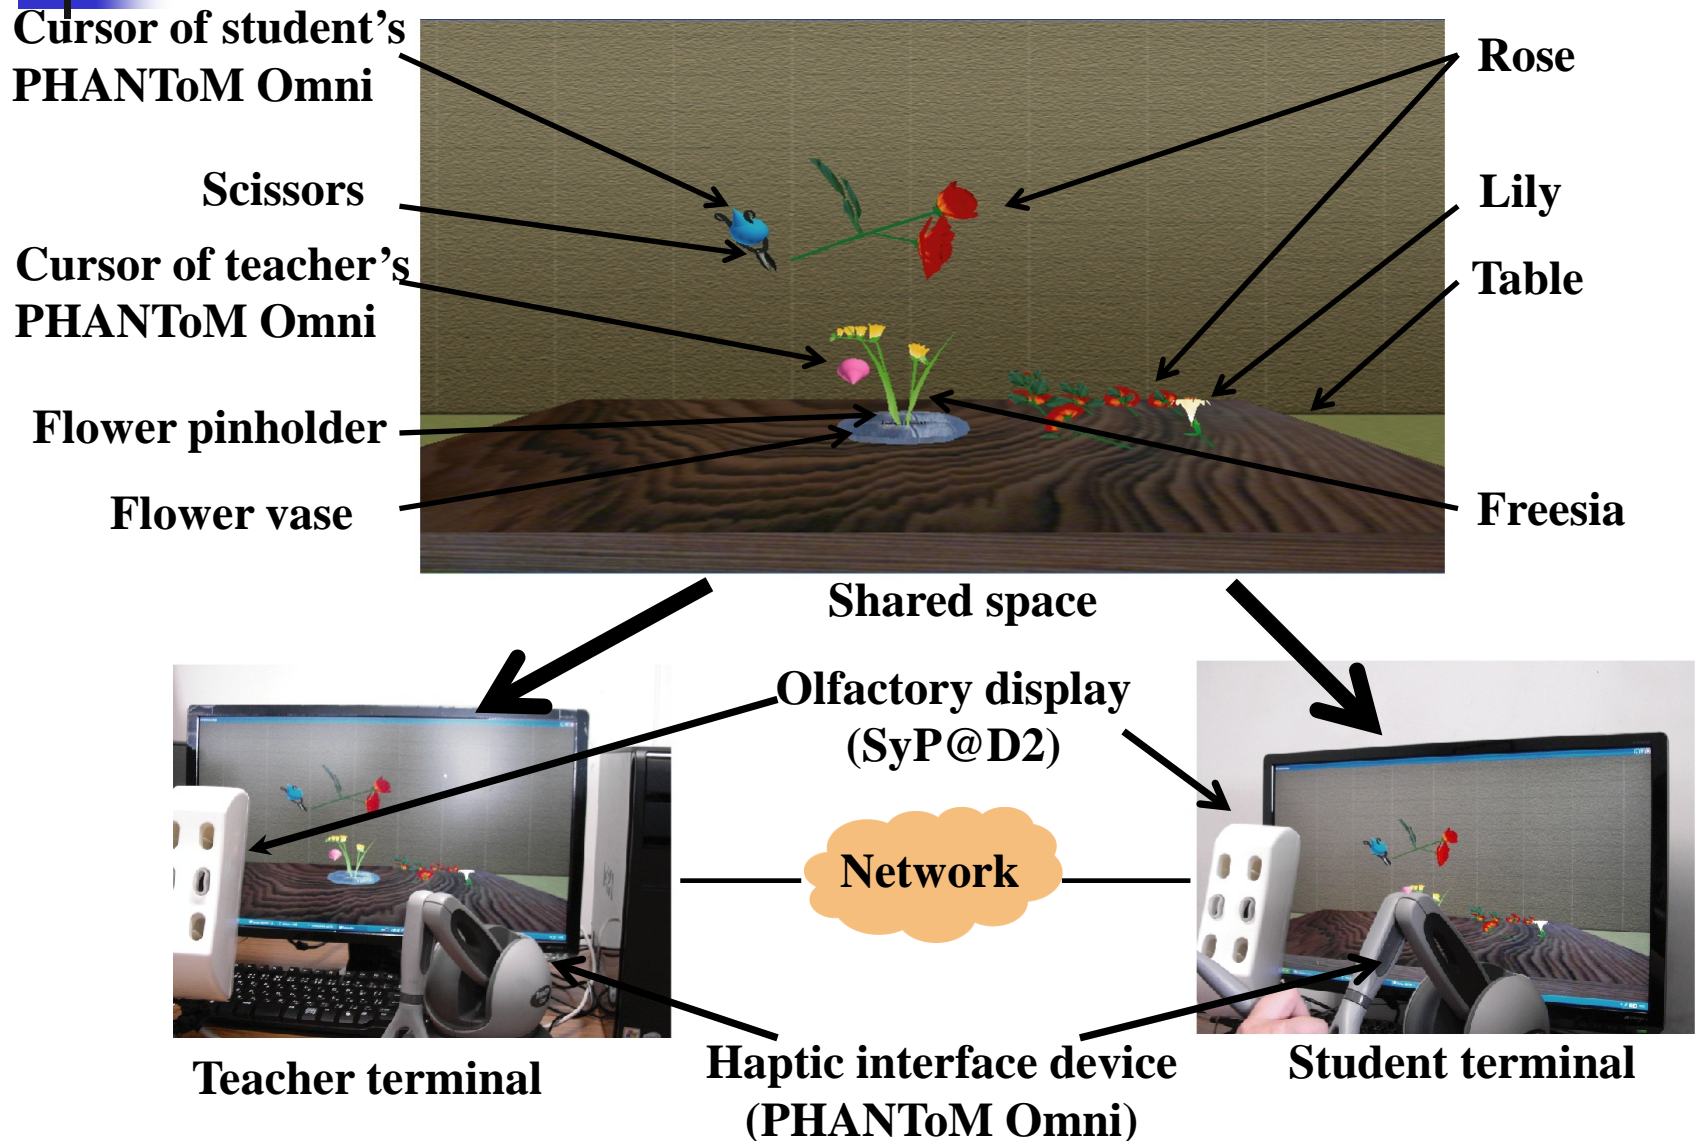 Cursor of student's
PHANToM Omni
Scissors
Cursor of teacher's
PHANToM Omni
Flower pinholder
Flower vase
Rose
Lily
Table
Freesia
Shared space
Olfactory display
(SyP@D2)
Network
Teacher terminal
Haptic interface device
(PHANToM Omni)
Student terminal